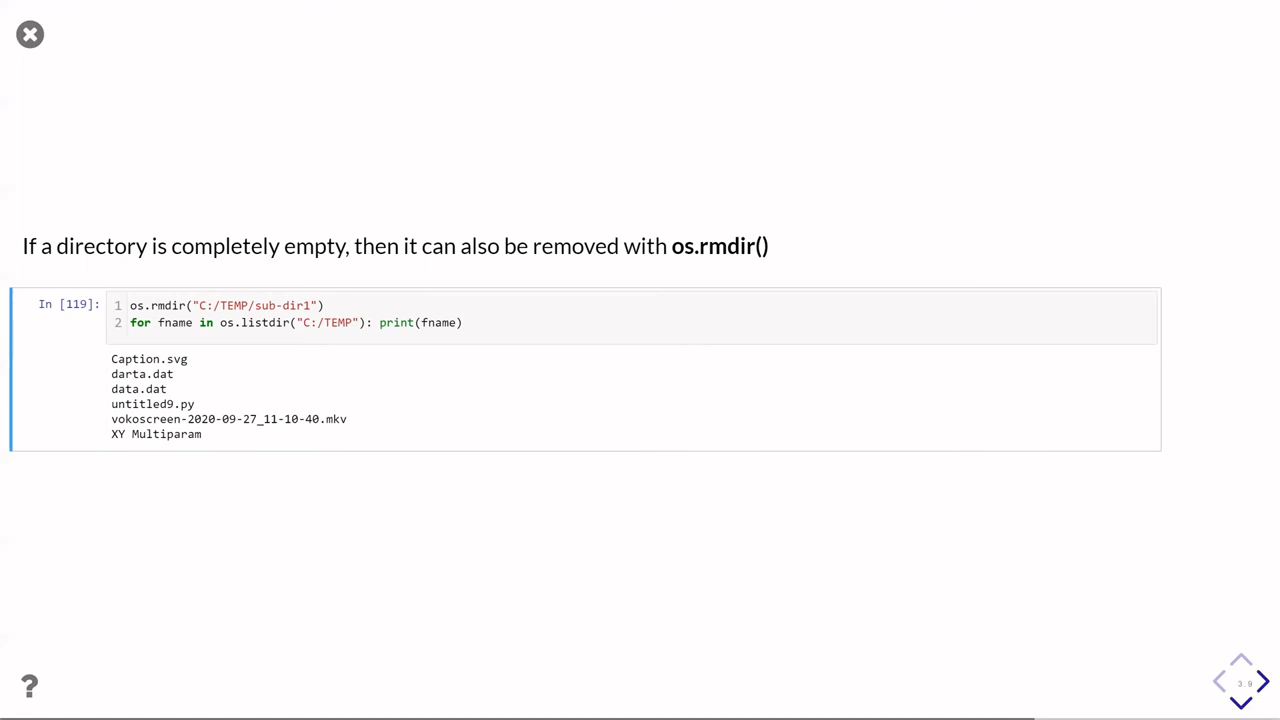 If a directory is completely empty, then it can also be removed with os.rmdir()
In [119]:
1 os.rmdir("C:/TEMP/sub-dir1")
2 for fname in os.listdir("C:/TEMP"): print(fname)
Caption.svg
darta.dat
data.dat
untitled9.py
vokoscreen-2020-09-27_11-10-40.mkv
XY Multiparam
?
3.9